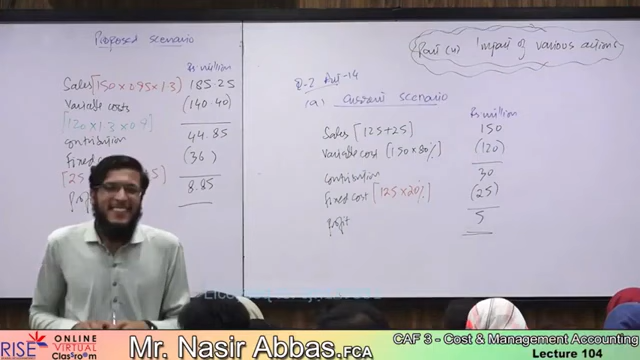 Proposed scenario
Rs million
Sales [150 x 0.95 x 1.3] 185.25
Variable costs (140.40)
[120 x 1.3 x 0.9]
contribution 44.85
Fixed (36)
[25 5]
8.85
Part (ii) Impact of various actions
Q-2 Aut-14
(a) Current scenario
Rs million
Sales [125+25] 150
Variable cost [150 x 80%] (120)
contribution 30
Fixed cost [125 x 20%] (25)
profit 5
RISE
ONLINE
VIRTUAL
Classroom
Mr. Nasir Abbas.FCA
CAF 3 - Cost & Management Accounting
Lecture 104